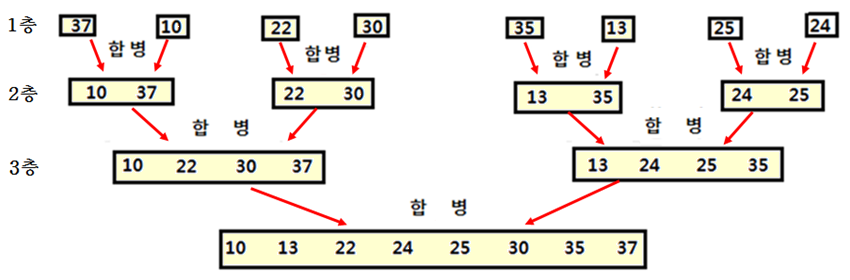 1층 37 10 22 30 35 13 25 24
합 병 합 병 합 병 합 병
2층 10 37 22 30 13 35 24 25
합 병 합 병
3층 10 22 30 37 13 24 25 35
합 병
10 13 22 24 25 30 35 37